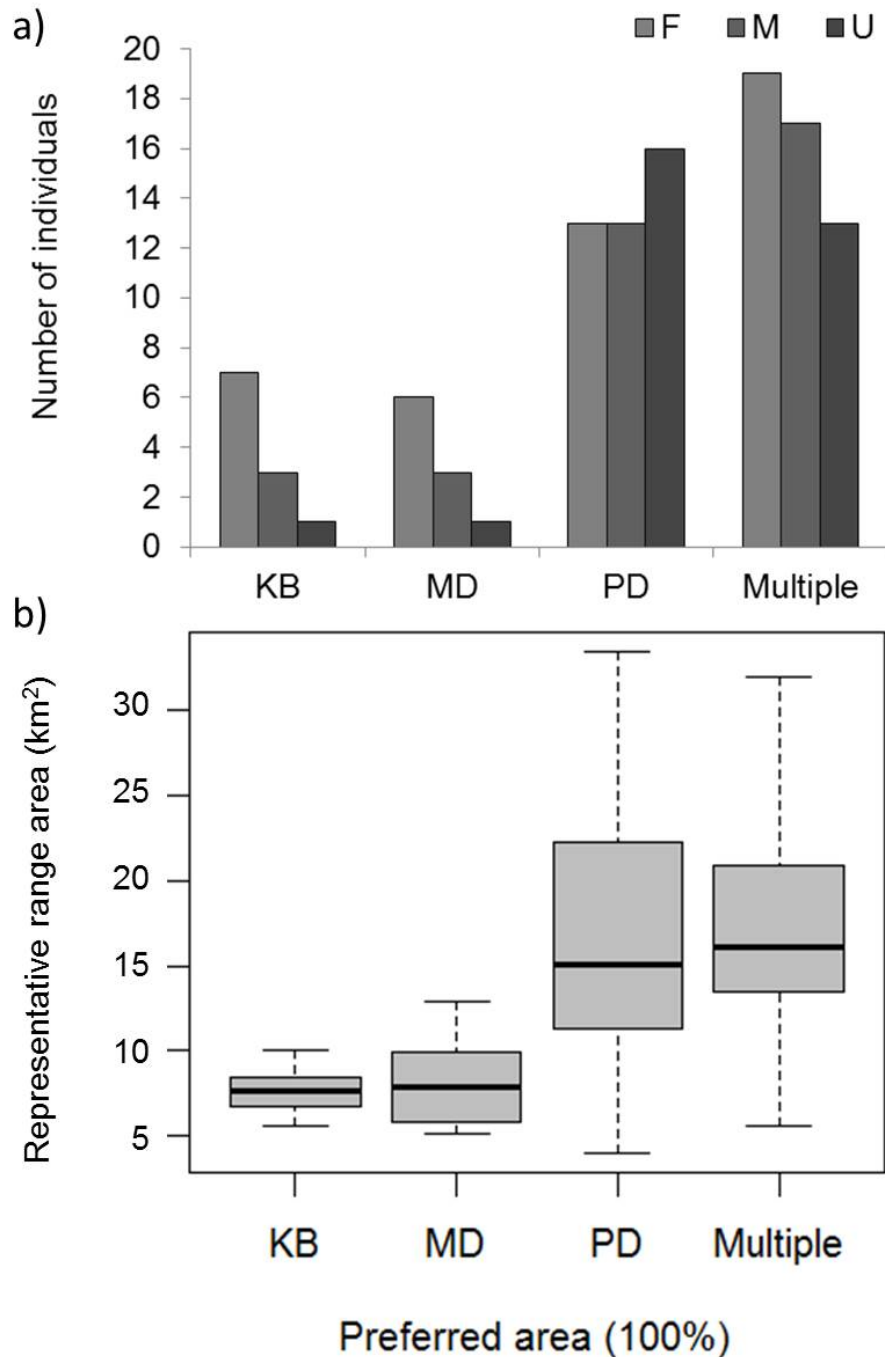 a)
F M U
Number of individuals
20
18
16
14
12
10
8
6
4
2
0
KB MD PD Multiple
b)
Representative range area (km²)
30
25
20
15
10
5
KB MD PD Multiple
Preferred area (100%)